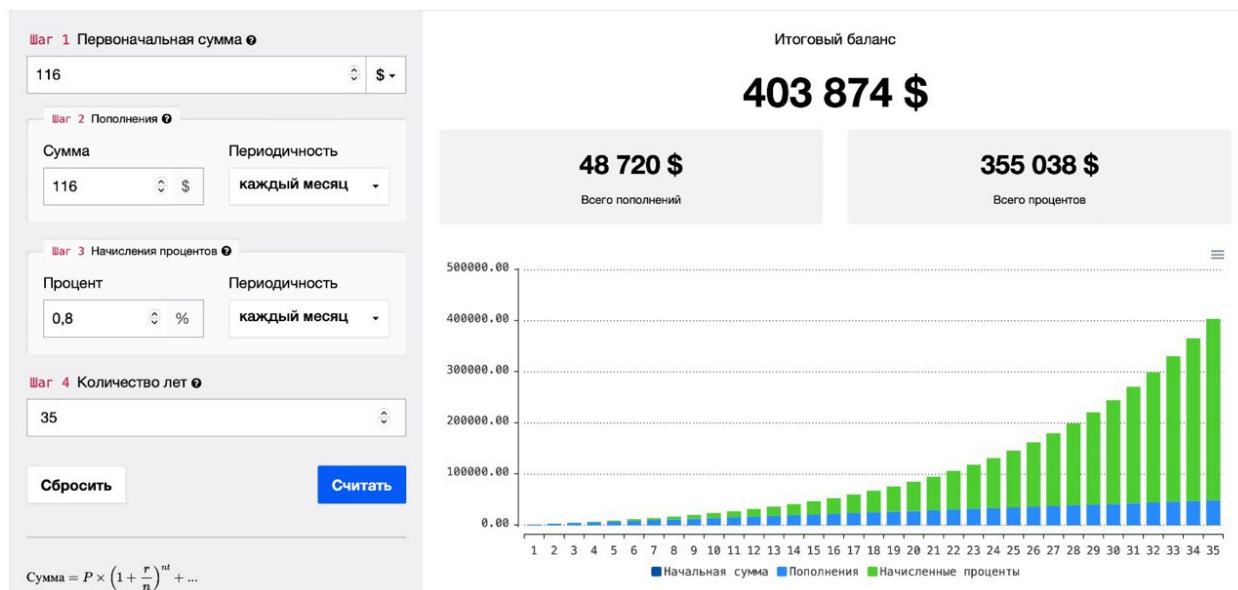 Шаг 1 Первоначальная сумма
116 $
Шаг 2 Пополнения
Сумма Периодичность
116 $ каждый месяц
Шаг 3 Начисления процентов
Процент Периодичность
0,8 % каждый месяц
Шаг 4 Количество лет
35
Сбросить Считать
Сумма = P × (1 + r/n)^nt + ...
Итоговый баланс
403 874 $
48 720 $
Всего пополнений
355 038 $
Всего процентов
500000.00
400000.00
300000.00
200000.00
100000.00
0.00
1 2 3 4 5 6 7 8 9 10 11 12 13 14 15 16 17 18 19 20 21 22 23 24 25 26 27 28 29 30 31 32 33 34 35
Начальная сумма Пополнения Начисленные проценты